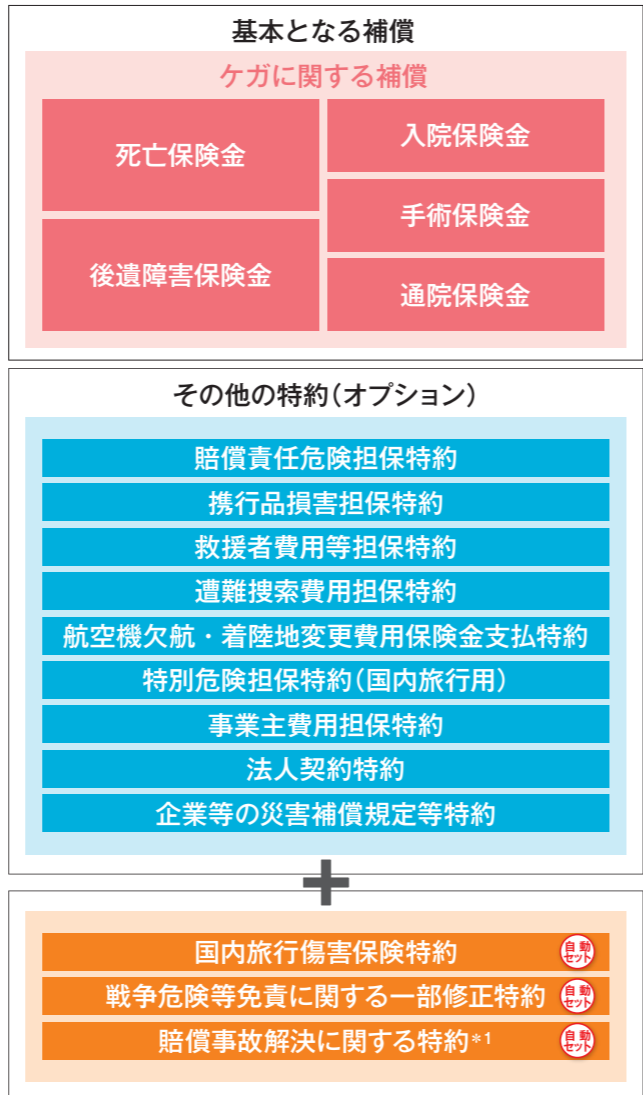 基本となる補償
ケガに関する補償
死亡保険金
後遺障害保険金
入院保険金
手術保険金
通院保険金
その他の特約(オプション)
賠償責任危険担保特約
携行品損害担保特約
救援者費用等担保特約
遭難捜索費用担保特約
航空機欠航・着陸地変更費用保険金支払特約
特別危険担保特約(国内旅行用)
事業主費用担保特約
法人契約特約
企業等の災害補償規定等特約
+
国内旅行傷害保険特約 自動セット
戦争危険等免責に関する一部修正特約 自動セット
賠償事故解決に関する特約*1 自動セット